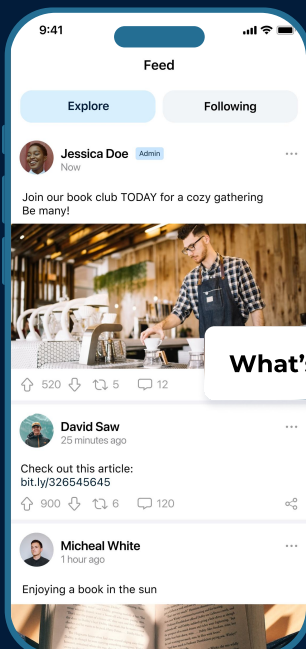 9:41
Feed
Explore Following
Jessica Doe Admin
Now
Join our book club TODAY for a cozy gathering
Be many!
What's
520 5 12
David Saw
25 minutes ago
Check out this article:
bit.ly/326545645
900 6 120
Micheal White
1 hour ago
Enjoying a book in the sun